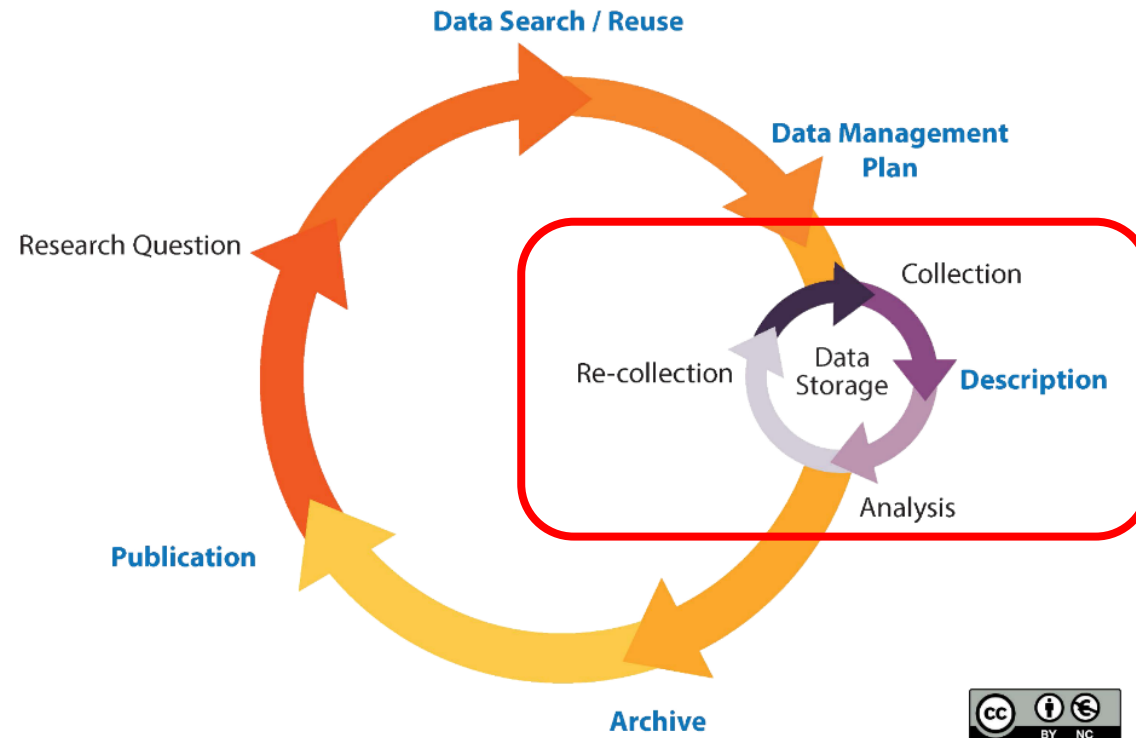 Data Search / Reuse
Data Management
Plan
Research Question
Collection
Re-collection
Data
Storage
Description
Analysis
Publication
Archive
cc
BY NC